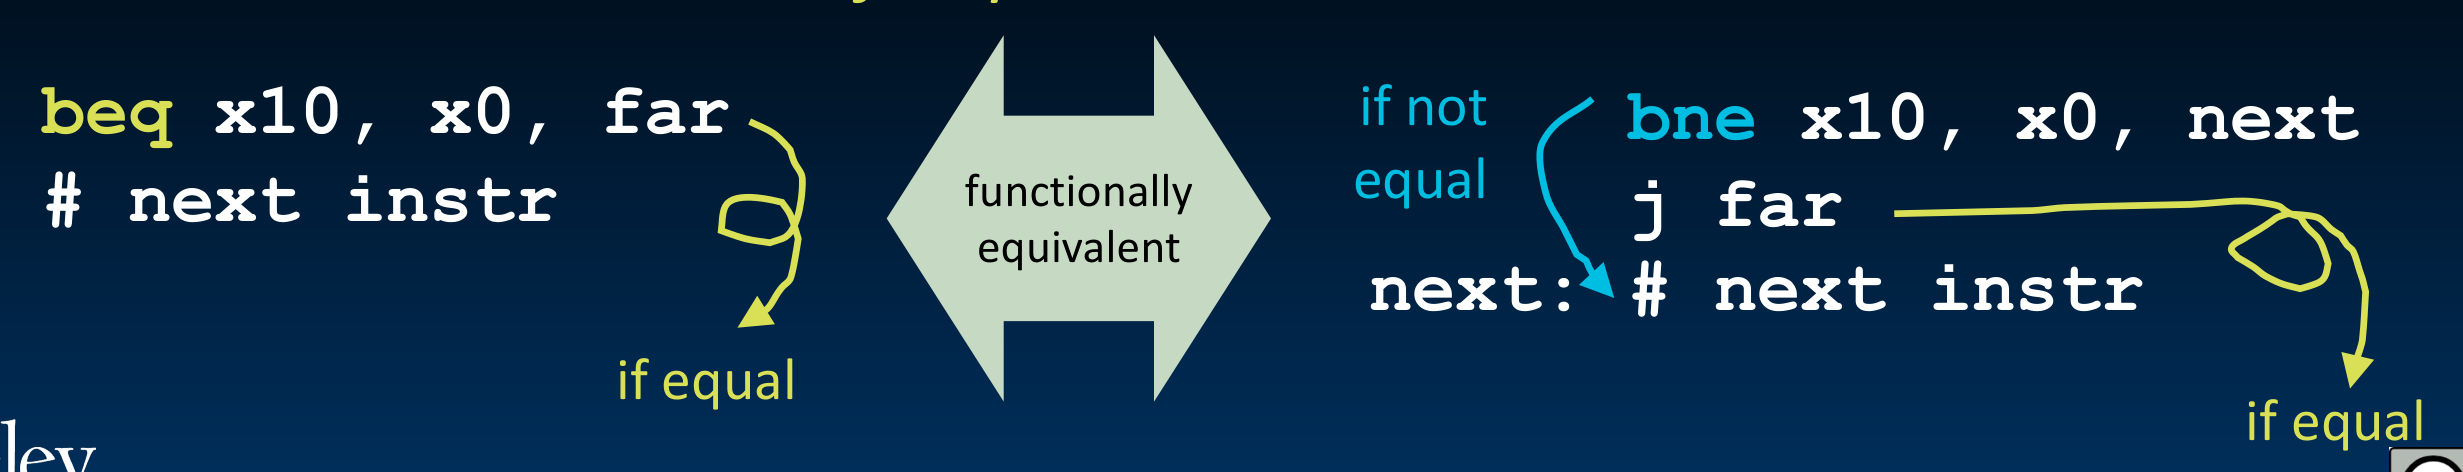 beq x10, x0, far
# next instr
if equal
functionally
equivalent
if not
equal
bne x10, x0, next
j far
next: # next instr
if equal
ley